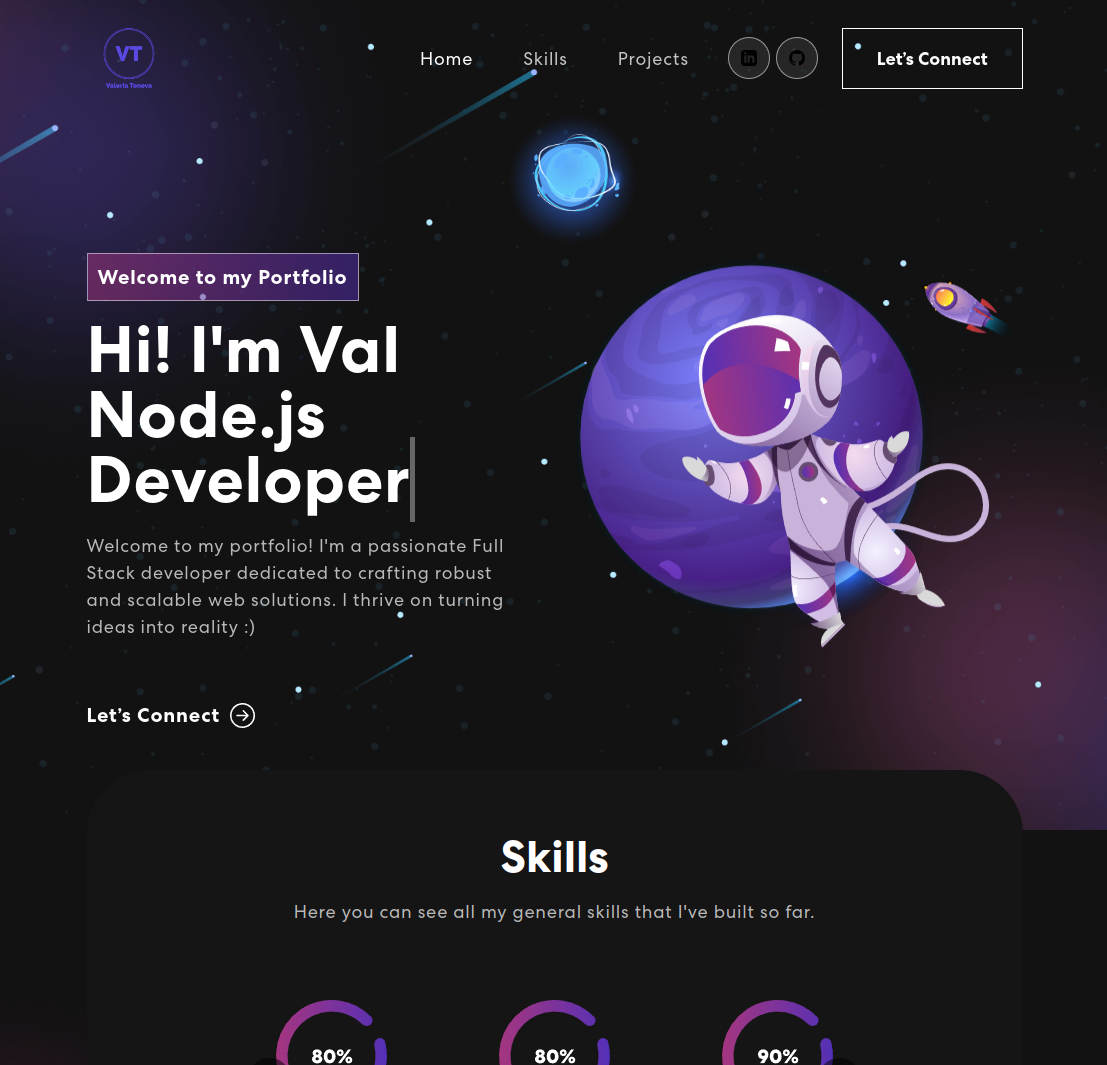 VT
Valeria Toneva
Home
Skills
Projects
in
Let's Connect
Welcome to my Portfolio
Hi! I'm Val
Node.js
Developer
Welcome to my portfolio! I'm a passionate Full
Stack developer dedicated to crafting robust
and scalable web solutions. I thrive on turning
ideas into reality :)
Let's Connect
Skills
Here you can see all my general skills that I've built so far.
80%
80%
90%